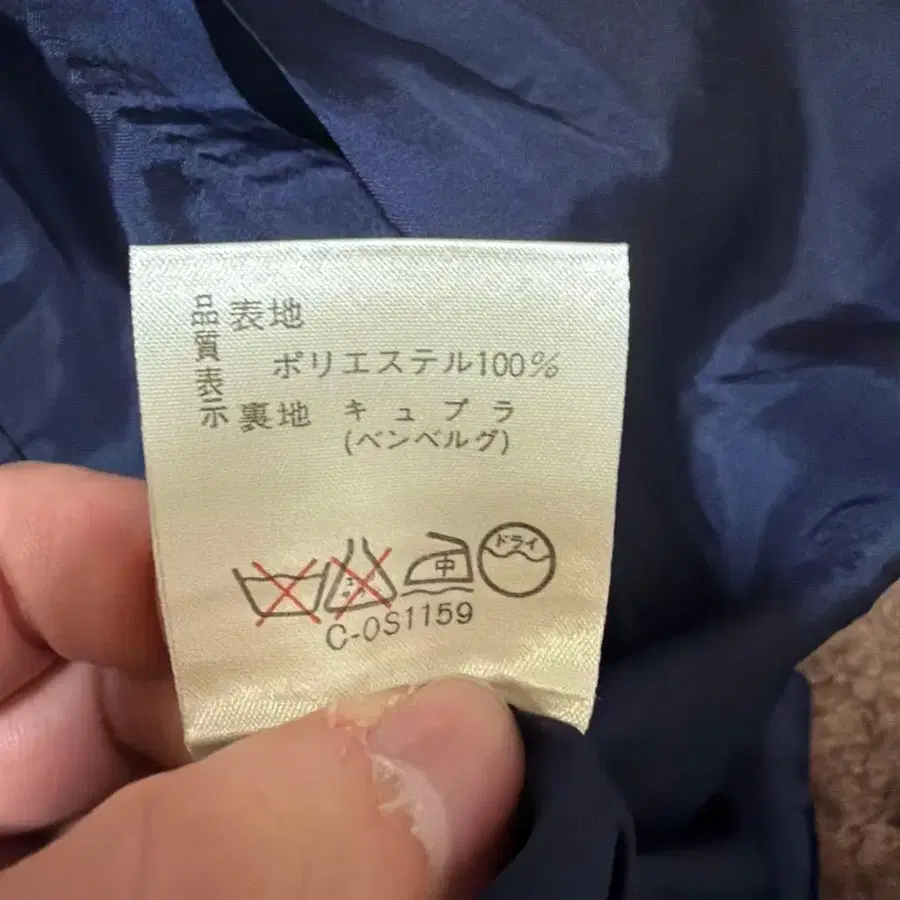 品質表示
表地
ポリエステル100%
裏地 キュプラ
(ベンベルグ)
中
ドライ
C-OS1159